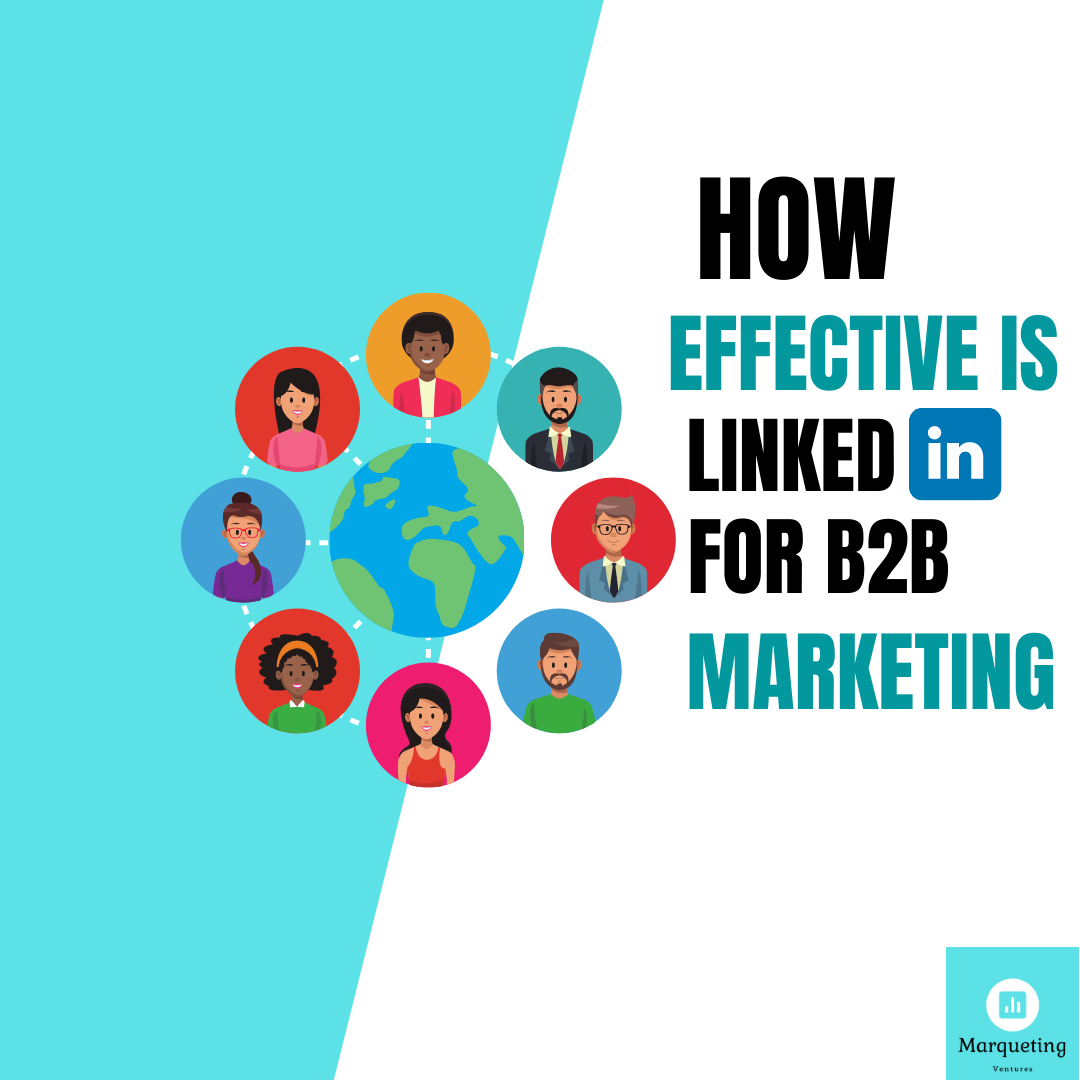 HOW
EFFECTIVE IS
LINKED in
FOR B2B
MARKETING
Marqueting
Ventures